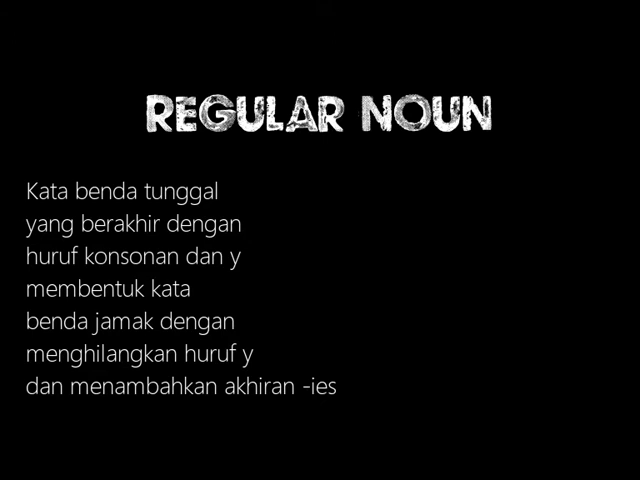 REGULAR NOUN
Kata benda tunggal
yang berakhir dengan
huruf konsonan dan y
membentuk kata
benda jamak dengan
menghilangkan huruf y
dan menambahkan akhiran -ies